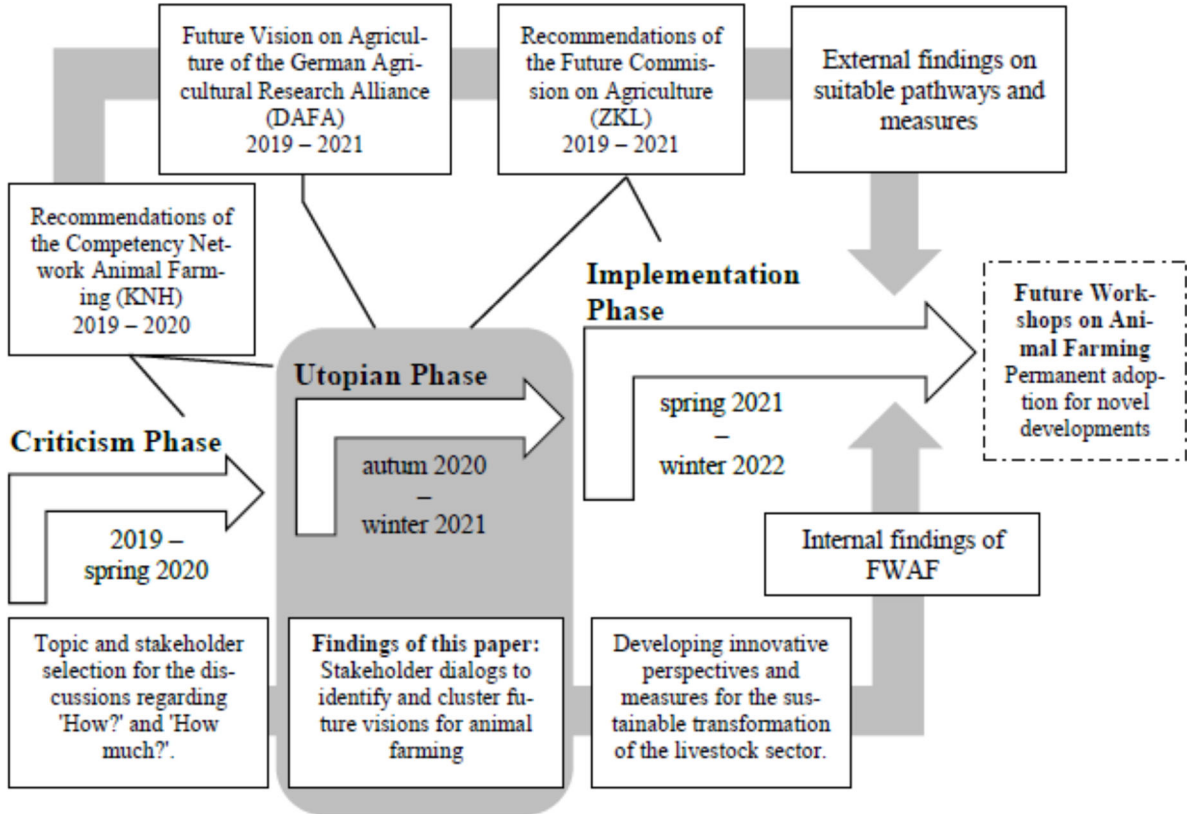 Future Vision on Agricul-
ture of the German Agri-
cultural Research Alliance
(DAFA)
2019 – 2021
Recommendations of
the Future Commis-
sion on Agriculture
(ZKL)
2019 – 2021
External findings on
suitable pathways and
measures
Recommendations of
the Competency Net-
work Animal Farm-
ing (KNH)
2019 – 2020
Criticism Phase
2019 –
spring 2020
Utopian Phase
autum 2020
–
winter 2021
Implementation
Phase
spring 2021
–
winter 2022
Future Work-
shops on Ani-
mal Farming
Permanent adop-
tion for novel
developments
Internal findings of
FWAF
Topic and stakeholder
selection for the dis-
cussions regarding
'How?' and 'How
much?'.
Findings of this paper:
Stakeholder dialogs to
identify and cluster fu-
ture visions for animal
farming
Developing innovative
perspectives and
measures for the sus-
tainable transformation
of the livestock sector.